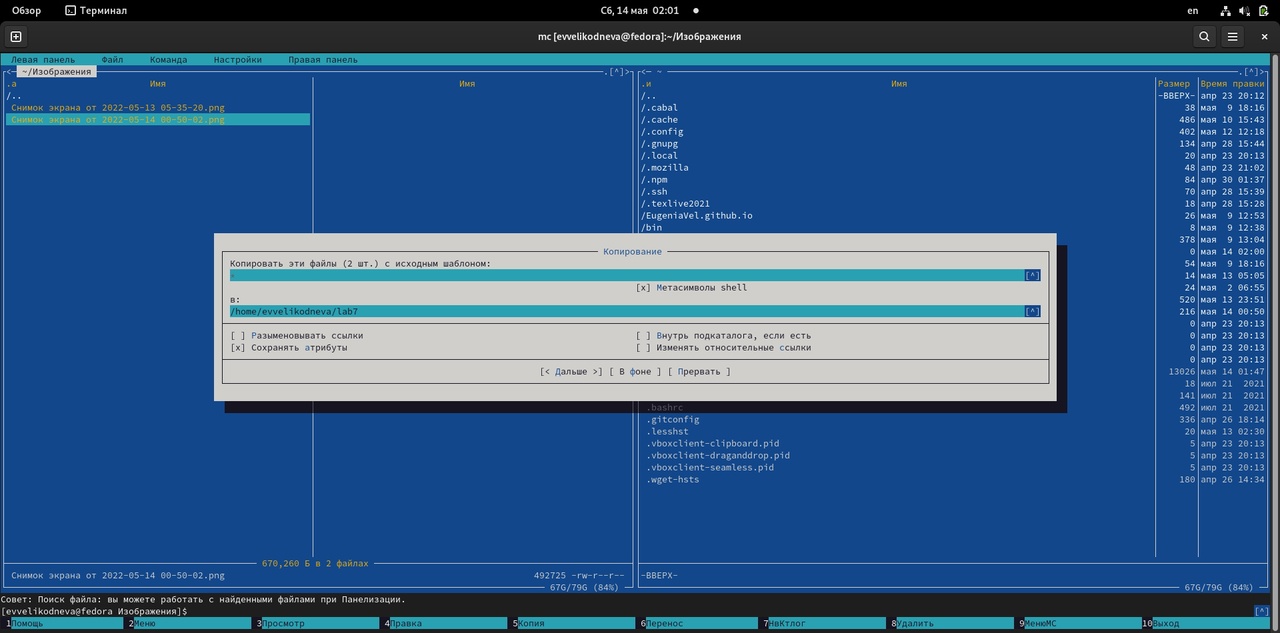 Обзор Терминал Сб, 14 мая 02:01 en
mc [evvelikodneva@fedora]:~/Изображения
Левая панель Файл Команда Настройки Правая панель
<─ ~/Изображения .[^]> <─ ~ .[^]>
.а Имя Имя .и Имя Размер Время правки
/.. /.. -ВВЕРХ- апр 23 20:12
Снимок экрана от 2022-05-13 05-35-20.png /.cabal 38 мая 9 18:16
Снимок экрана от 2022-05-14 00-50-02.png /.cache 486 мая 10 15:43
/.config 402 мая 12 12:18
/.gnupg 134 апр 28 15:44
/.local 20 апр 23 20:13
/.mozilla 48 апр 23 21:02
/.npm 84 апр 30 01:37
/.ssh 70 апр 28 15:39
/.texlive2021 18 апр 28 15:28
/EugeniaVel.github.io 26 мая 9 12:53
/bin 8 мая 9 12:38
378 мая 9 13:04
Копирование 0 мая 14 02:00
Копировать эти файлы (2 шт.) с исходным шаблоном: 54 мая 9 18:16
[^] 14 мая 13 05:05
[x] Метасимволы shell 24 мая 2 06:55
в: 520 мая 13 23:51
/home/evvelikodneva/lab7 [^] 216 мая 14 00:50
0 апр 23 20:13
[ ] Разыменовывать ссылки [ ] Внутрь подкаталога, если есть 0 апр 23 20:13
[x] Сохранять атрибуты [ ] Изменять относительные ссылки 0 апр 23 20:13
0 апр 23 20:13
[< Дальше >] [ В фоне ] [ Прервать ] 13026 мая 14 01:47
18 июл 21 2021
141 июл 21 2021
.bashrc 492 июл 21 2021
.gitconfig 336 апр 26 18:14
.lesshst 20 мая 13 02:30
.vboxclient-clipboard.pid 5 апр 23 20:13
.vboxclient-draganddrop.pid 5 апр 23 20:13
.vboxclient-seamless.pid 5 апр 23 20:13
.wget-hsts 180 апр 26 14:34
670,260 Б в 2 файлах
Снимок экрана от 2022-05-14 00-50-02.png 492725 -rw-r--r-- -ВВЕРХ-
67G/79G (84%) 67G/79G (84%)
Совет: Поиск файла: вы можете работать с найденными файлами при Панелизации.
[evvelikodneva@fedora Изображения]$ [^]
1Помощь 2Меню 3Просмотр 4Правка 5Копия 6Перенос 7НвКтлог 8Удалить 9МенюMC 10Выход